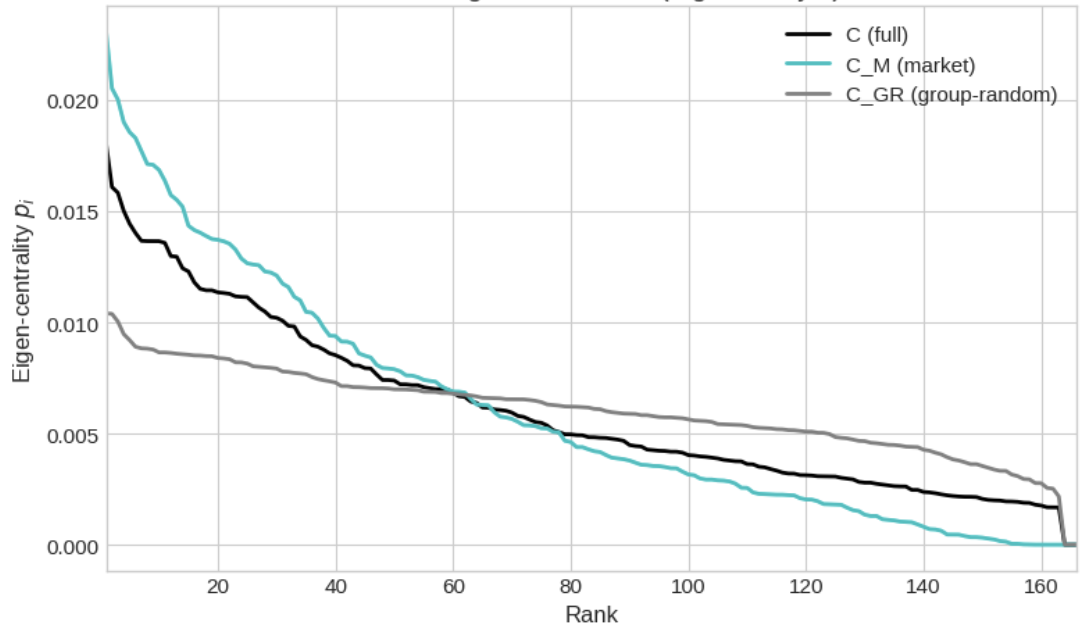 C (full)
C_M (market)
C_GR (group-random)
Eigen-centrality p_i
0.020
0.015
0.010
0.005
0.000
20 40 60 80 100 120 140 160
Rank